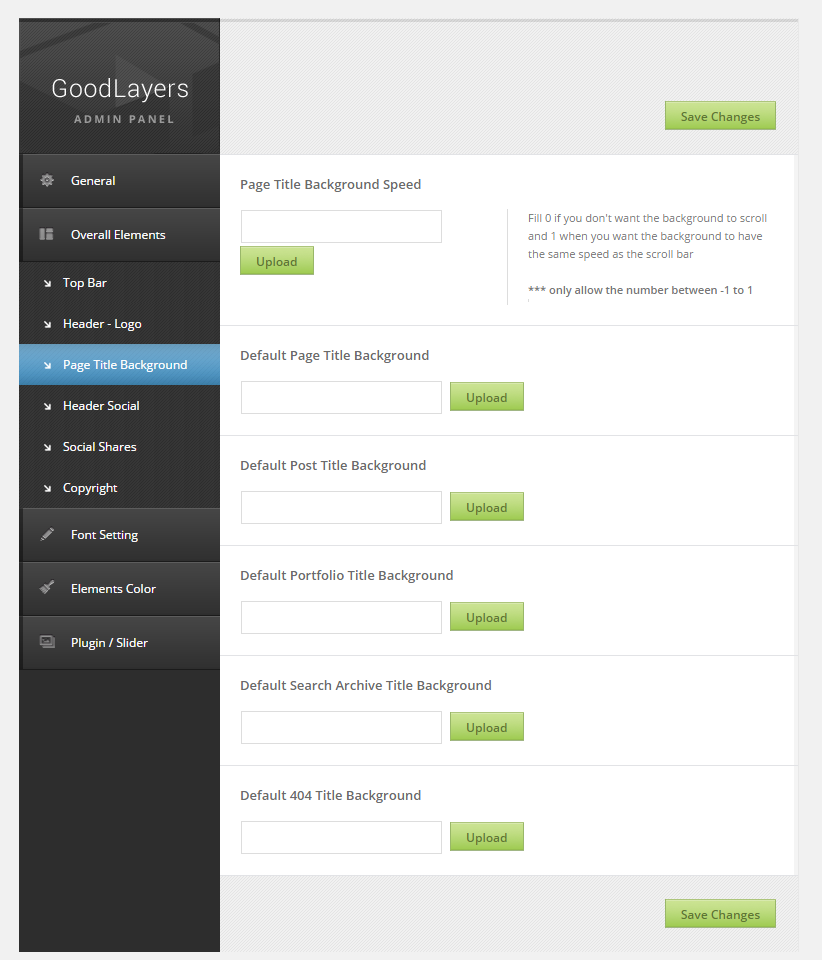 GoodLayers
ADMIN PANEL
Save Changes
General
Overall Elements
Top Bar
Header - Logo
Page Title Background
Header Social
Social Shares
Copyright
Font Setting
Elements Color
Plugin / Slider
Page Title Background Speed
Upload
Fill 0 if you don't want the background to scroll
and 1 when you want the background to have
the same speed as the scroll bar
*** only allow the number between -1 to 1
Default Page Title Background
Upload
Default Post Title Background
Upload
Default Portfolio Title Background
Upload
Default Search Archive Title Background
Upload
Default 404 Title Background
Upload
Save Changes